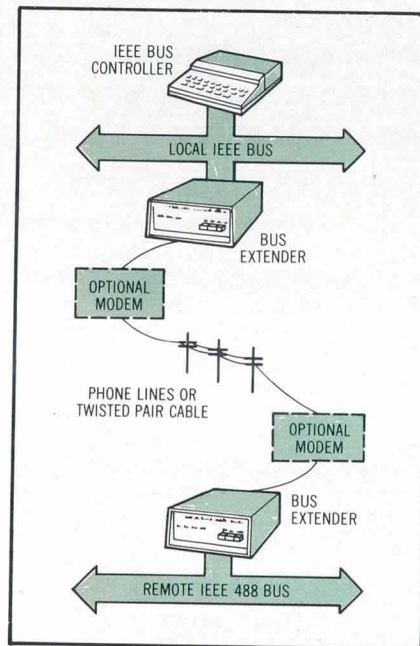 IEEE BUS
CONTROLLER
LOCAL IEEE BUS
BUS
EXTENDER
OPTIONAL
MODEM
PHONE LINES OR
TWISTED PAIR CABLE
OPTIONAL
MODEM
BUS
EXTENDER
REMOTE IEEE 488 BUS